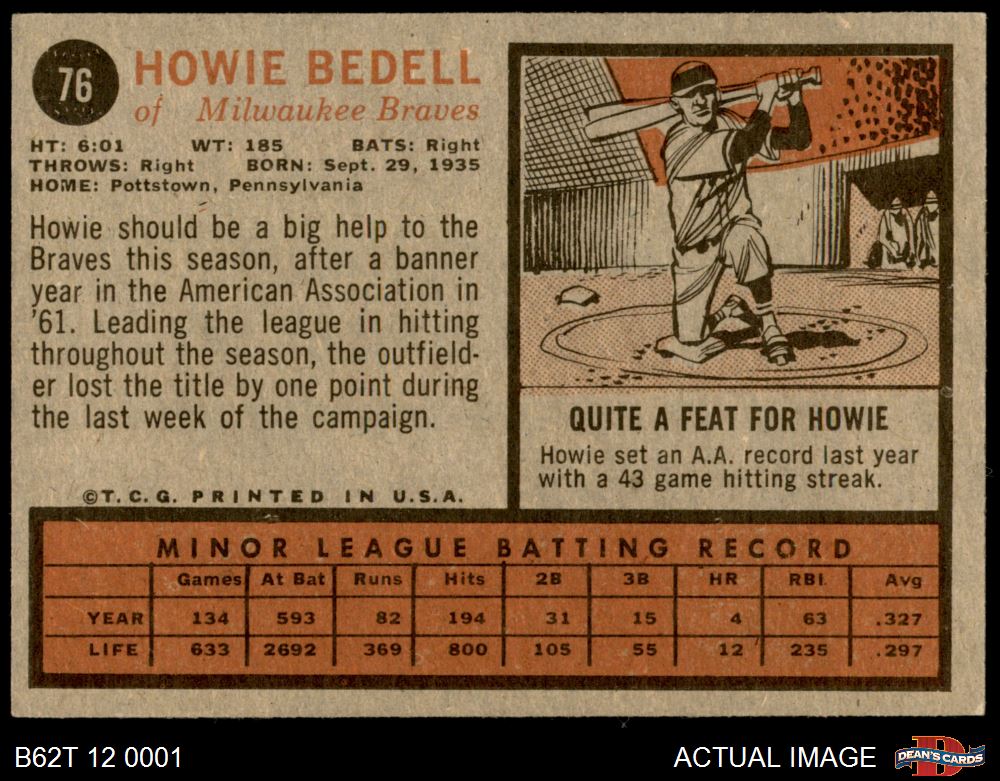 76
HOWIE BEDELL
of Milwaukee Braves
HT: 6:01 WT: 185 BATS: Right
THROWS: Right BORN: Sept. 29, 1935
HOME: Pottstown, Pennsylvania
Howie should be a big help to the
Braves this season, after a banner
year in the American Association in
'61. Leading the league in hitting
throughout the season, the outfield-
er lost the title by one point during
the last week of the campaign.
©T.C.G. PRINTED IN U.S.A.
QUITE A FEAT FOR HOWIE
Howie set an A.A. record last year
with a 43 game hitting streak.
MINOR LEAGUE BATTING RECORD
Games At Bat Runs Hits 2B 3B HR RBI Avg
YEAR 134 593 82 194 31 15 4 63 .327
LIFE 633 2692 369 800 105 55 12 235 .297
B62T 12 0001
ACTUAL IMAGE
D
DEAN'S CARDS